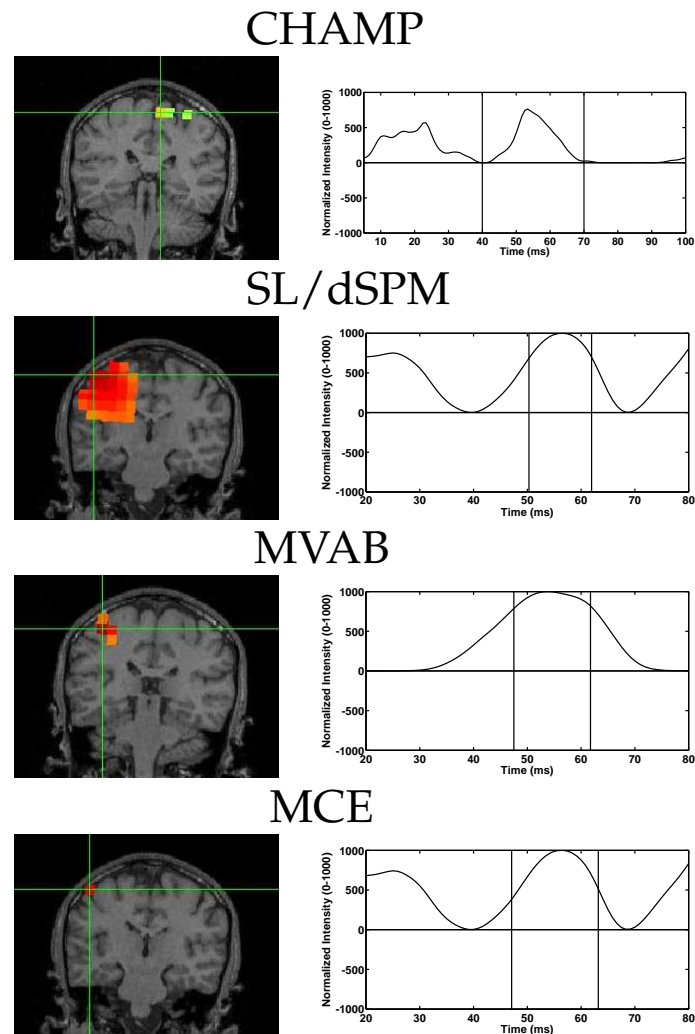 CHAMP
Normalized Intensity (0-1000)
1000
500
0
-500
-1000
10 20 30 40 50 60 70 80 90 100
Time (ms)
SL/dSPM
Normalized Intensity (0-1000)
1000
500
0
-500
-1000
20 30 40 50 60 70 80
Time (ms)
MVAB
Normalized Intensity (0-1000)
1000
500
0
-500
-1000
20 30 40 50 60 70 80
Time (ms)
MCE
Normalized Intensity (0-1000)
1000
500
0
-500
-1000
20 30 40 50 60 70 80
Time (ms)